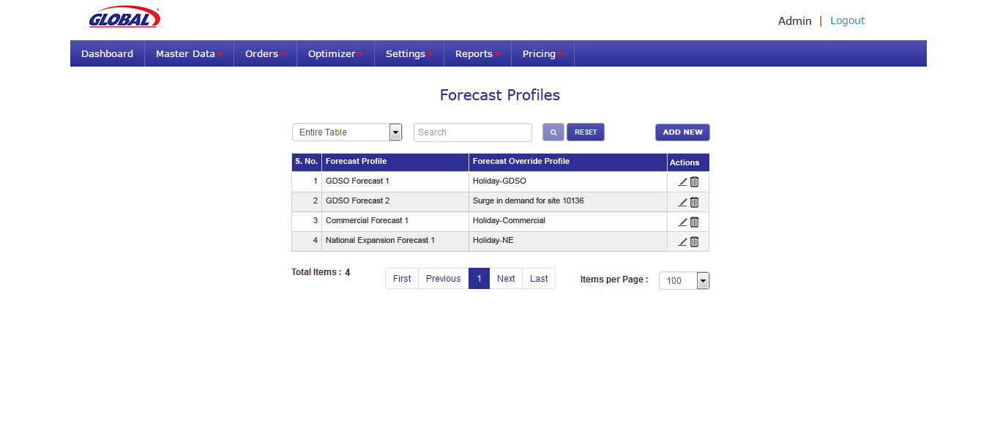 GLOBAL
Admin | Logout
Dashboard Master Data Orders Optimizer Settings Reports Pricing
Forecast Profiles
Entire Table Search RESET ADD NEW
S. No. Forecast Profile Forecast Override Profile Actions
1 GDSO Forecast 1 Holiday-GDSO
2 GDSO Forecast 2 Surge in demand for site 10136
3 Commercial Forecast 1 Holiday-Commercial
4 National Expansion Forecast 1 Holiday-NE
Total Items : 4 First Previous 1 Next Last Items per Page : 100